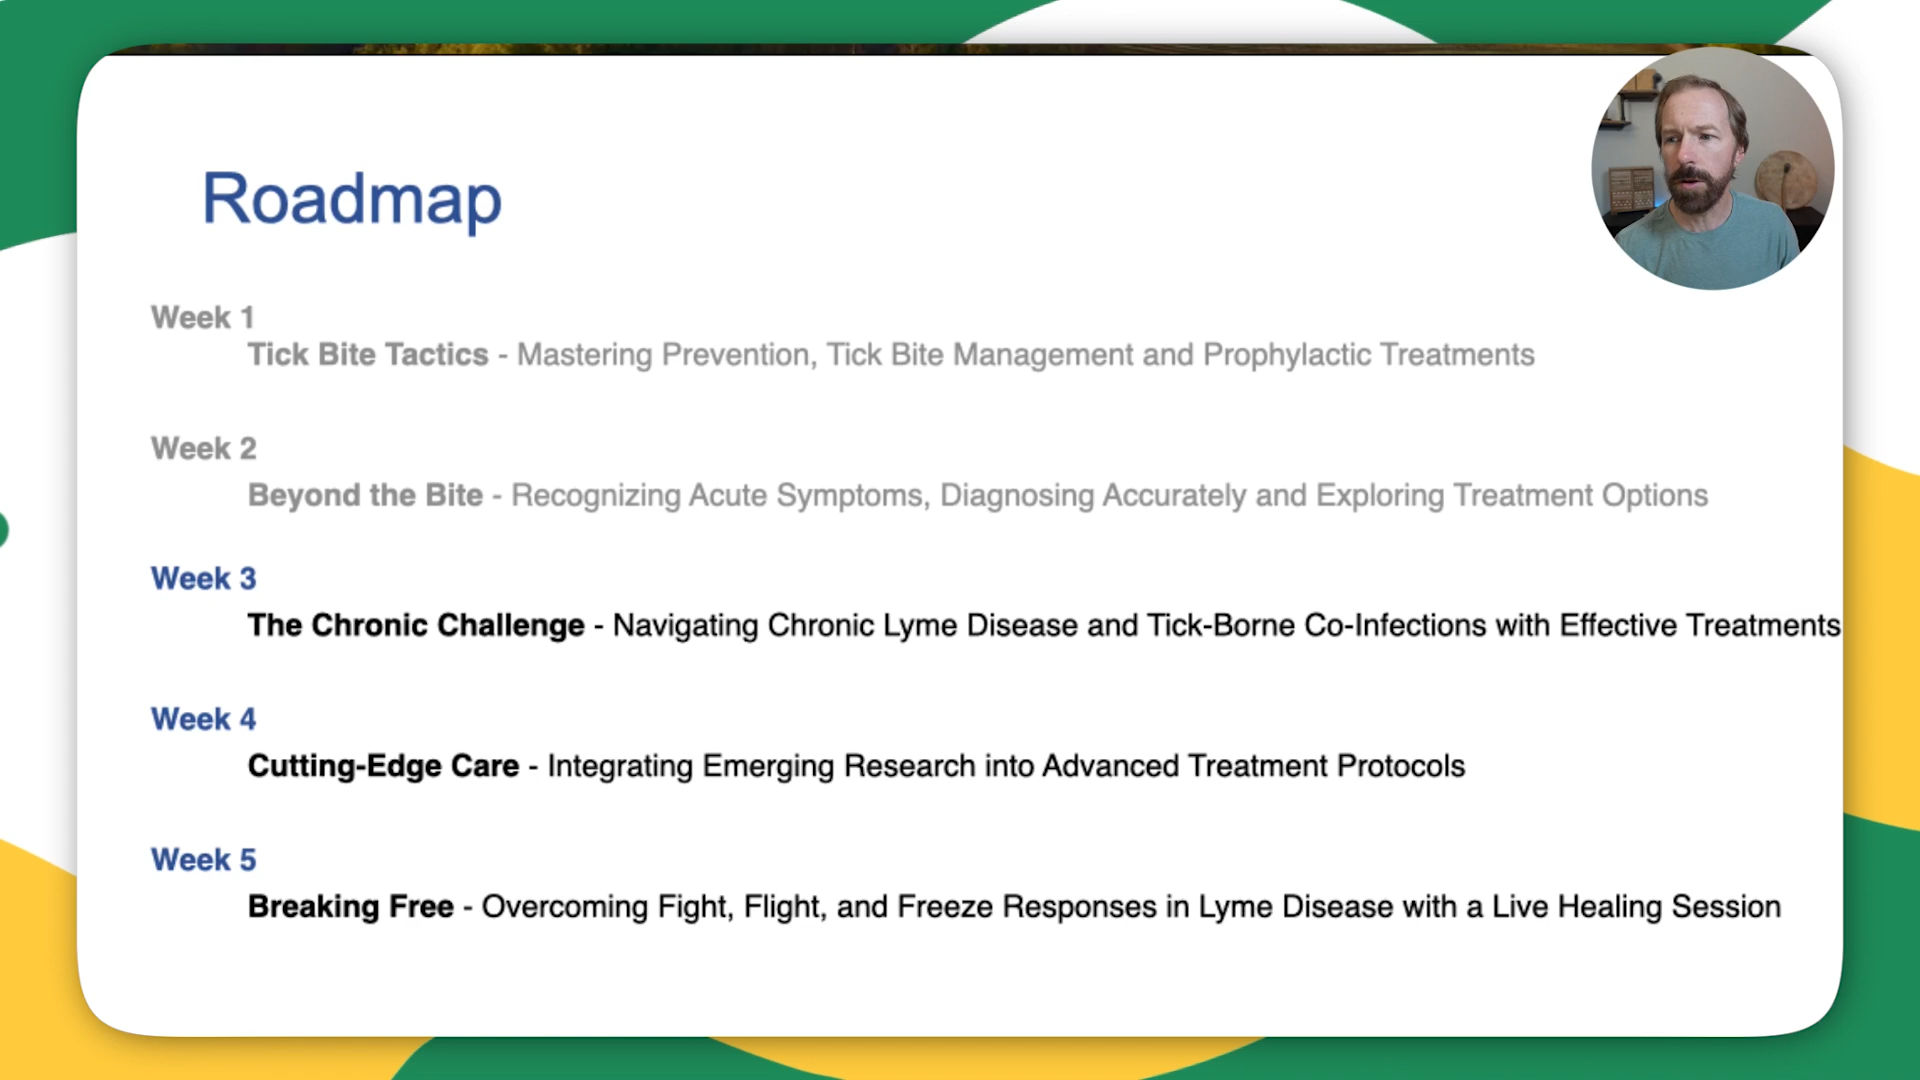 Roadmap
Week 1
Tick Bite Tactics - Mastering Prevention, Tick Bite Management and Prophylactic Treatments
Week 2
Beyond the Bite - Recognizing Acute Symptoms, Diagnosing Accurately and Exploring Treatment Options
Week 3
The Chronic Challenge - Navigating Chronic Lyme Disease and Tick-Borne Co-Infections with Effective Treatments
Week 4
Cutting-Edge Care - Integrating Emerging Research into Advanced Treatment Protocols
Week 5
Breaking Free - Overcoming Fight, Flight, and Freeze Responses in Lyme Disease with a Live Healing Session